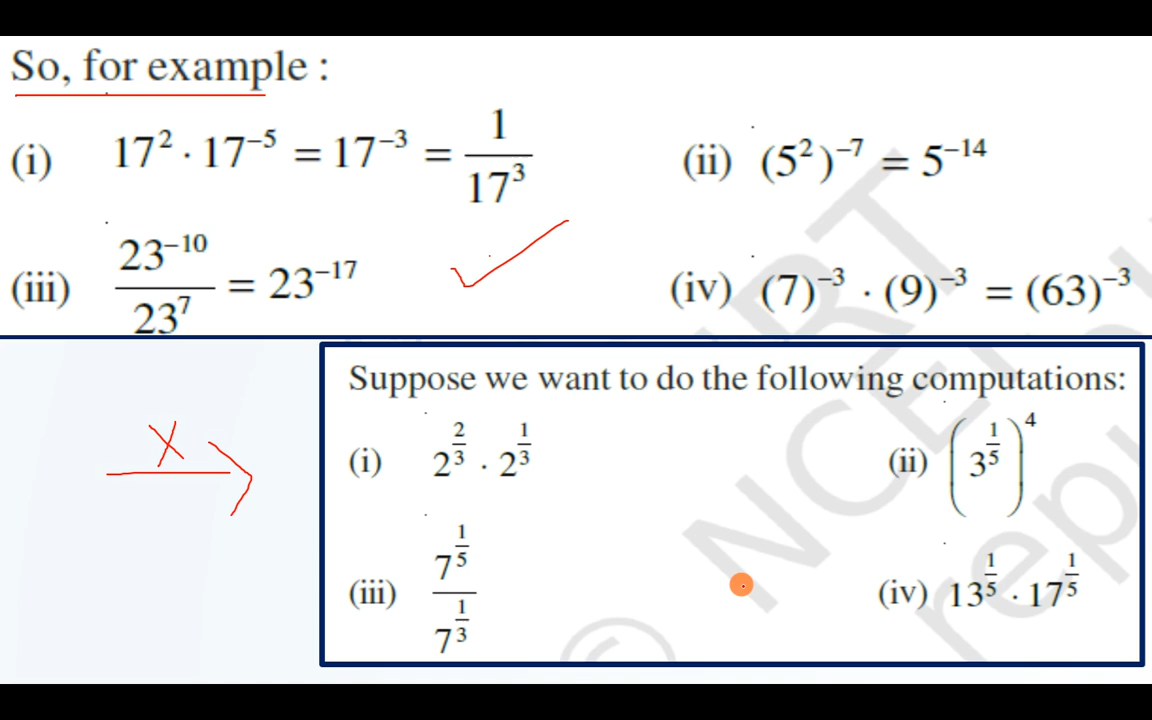 So, for example :
(i) 17² · 17⁻⁵ = 17⁻³ = 1/17³ (ii) (5²)⁻⁷ = 5⁻¹⁴
(iii) 23⁻¹⁰/23⁷ = 23⁻¹⁷ (iv) (7)⁻³ · (9)⁻³ = (63)⁻³
Suppose we want to do the following computations:
(i) 2^(2/3) · 2^(1/3) (ii) (3^(1/5))^4
(iii) 7^(1/5)/7^(1/3) (iv) 13^(1/5) · 17^(1/5)
X
© NCERT